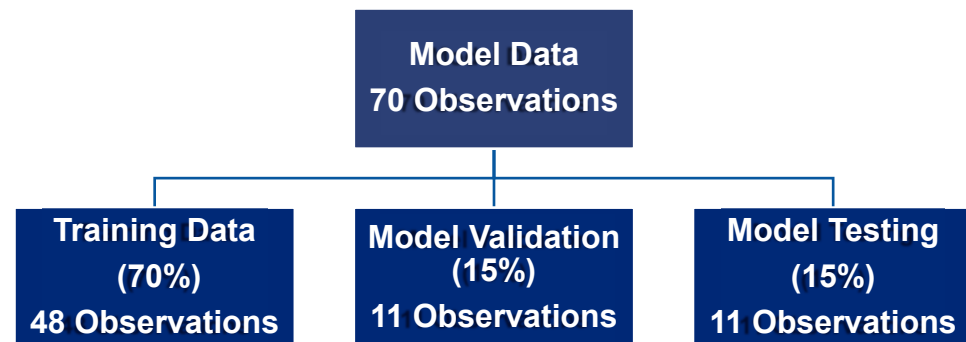 Model Data
70 Observations
Training Data
(70%)
48 Observations
Model Validation
(15%)
11 Observations
Model Testing
(15%)
11 Observations